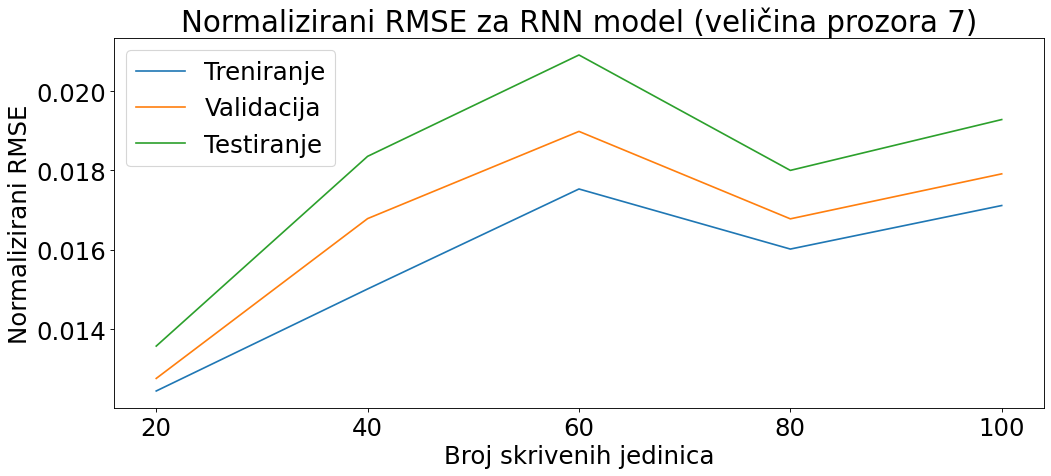 Normalizirani RMSE za RNN model (veličina prozora 7)
Treniranje
Validacija
Testiranje
Normalizirani RMSE
0.020
0.018
0.016
0.014
20 40 60 80 100
Broj skrivenih jedinica